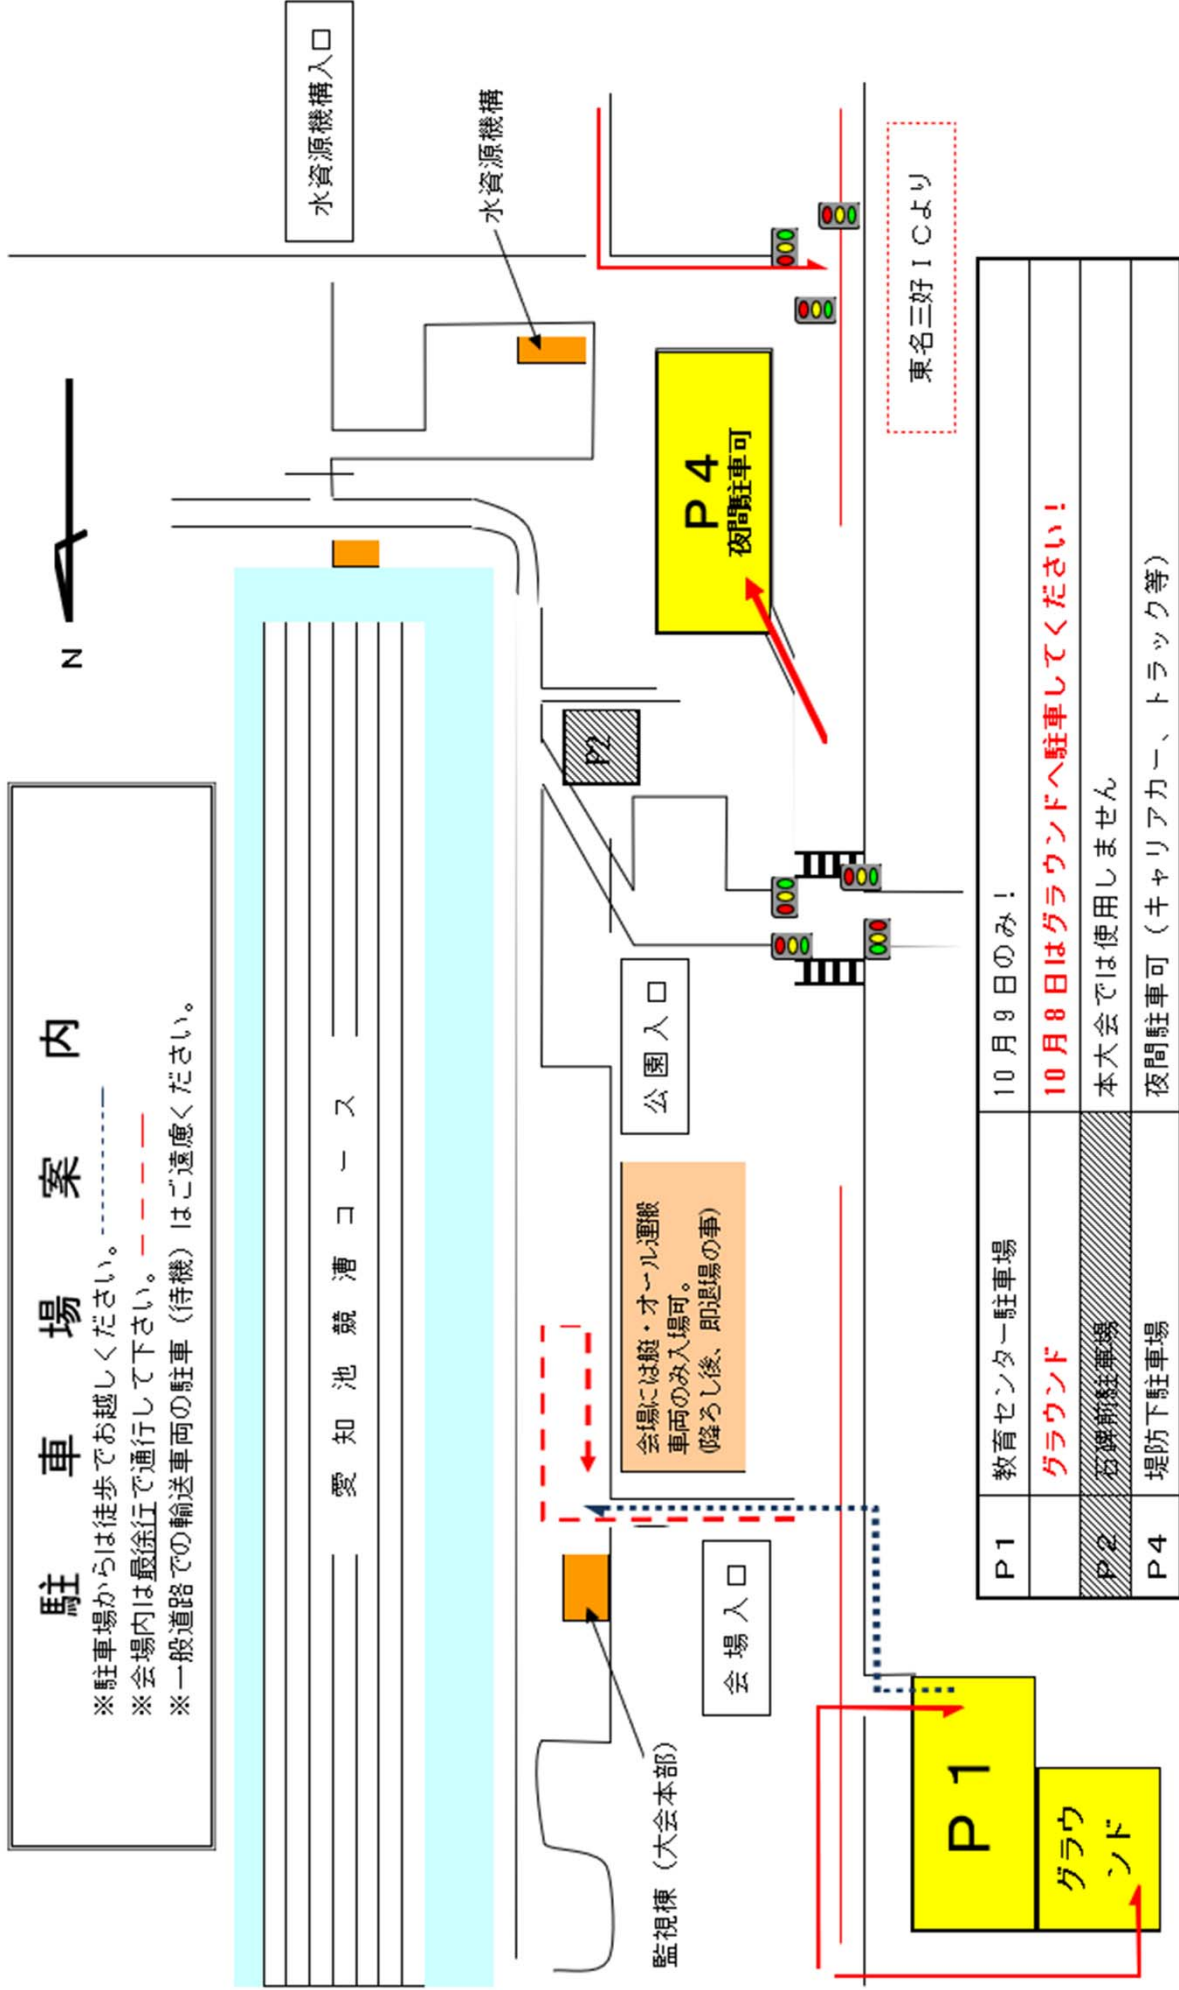 駐車場案内
※駐車場からは徒歩でお越しください。
※会場内は最徐行で通行して下さい。
※一般道路での輸送車両の駐車（待機）はご遠慮ください。
N
水資源機構入口
水資源機構
愛知池競漕コース
P2
P4
夜間駐車可
東名三好ICより
公園入口
会場には艇・オール運搬
車両のみ入場可。
(降ろし後、即退場の事)
会場入口
監視棟（大会本部）
P1
グラウ
ンド
P1 教育センター駐車場 10月9日のみ！
グラウンド 10月8日はグラウンドへ駐車してください！
P2 石碑前駐車場 本大会では使用しません
P4 堤防下駐車場 夜間駐車可（キャリアカー、トラック等）